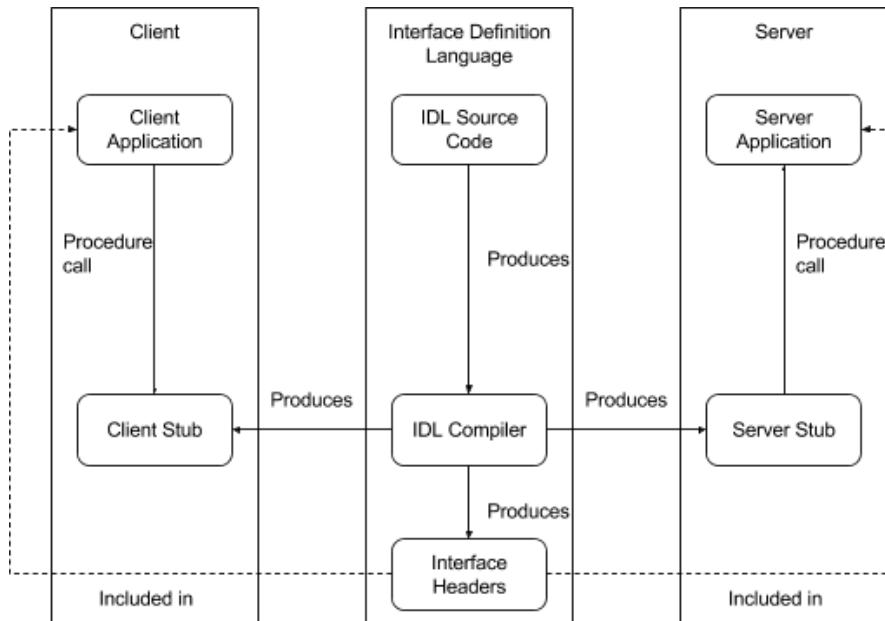 Client
Interface Definition
Language
Server
Client
Application
IDL Source
Code
Server
Application
Procedure
call
Produces
Procedure
call
Produces
Produces
Client Stub
IDL Compiler
Server Stub
Produces
Interface
Headers
Included in
Included in